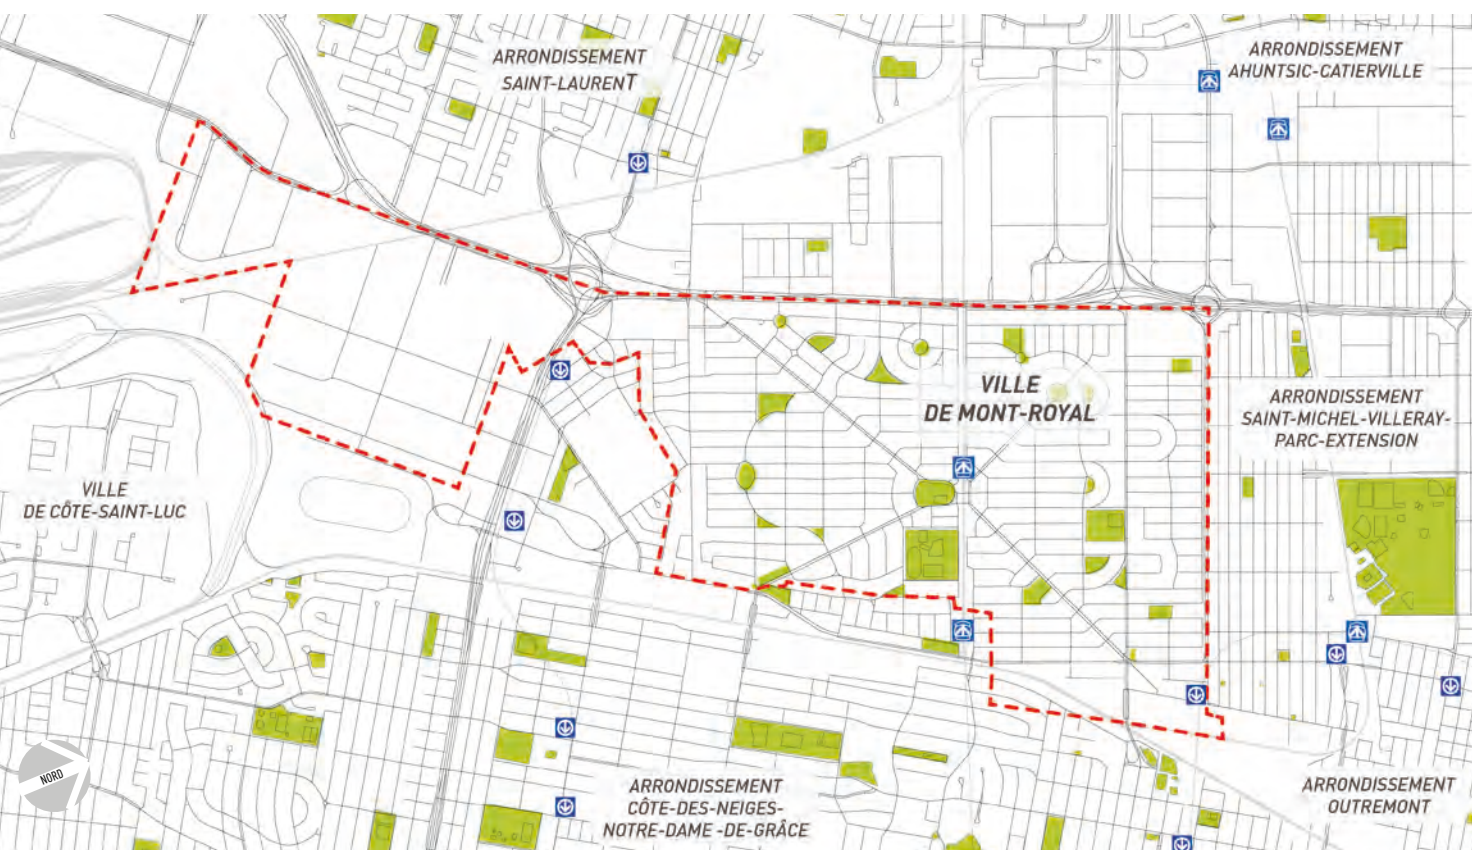 ARRONDISSEMENT
SAINT-LAURENT
ARRONDISSEMENT
AHUNTSIC-CATIERVILLE
VILLE
DE MONT-ROYAL
ARRONDISSEMENT
SAINT-MICHEL-VILLERAY-
PARC-EXTENSION
VILLE
DE CÔTE-SAINT-LUC
NORD
ARRONDISSEMENT
CÔTE-DES-NEIGES-
NOTRE-DAME -DE-GRÂCE
ARRONDISSEMENT
OUTREMONT